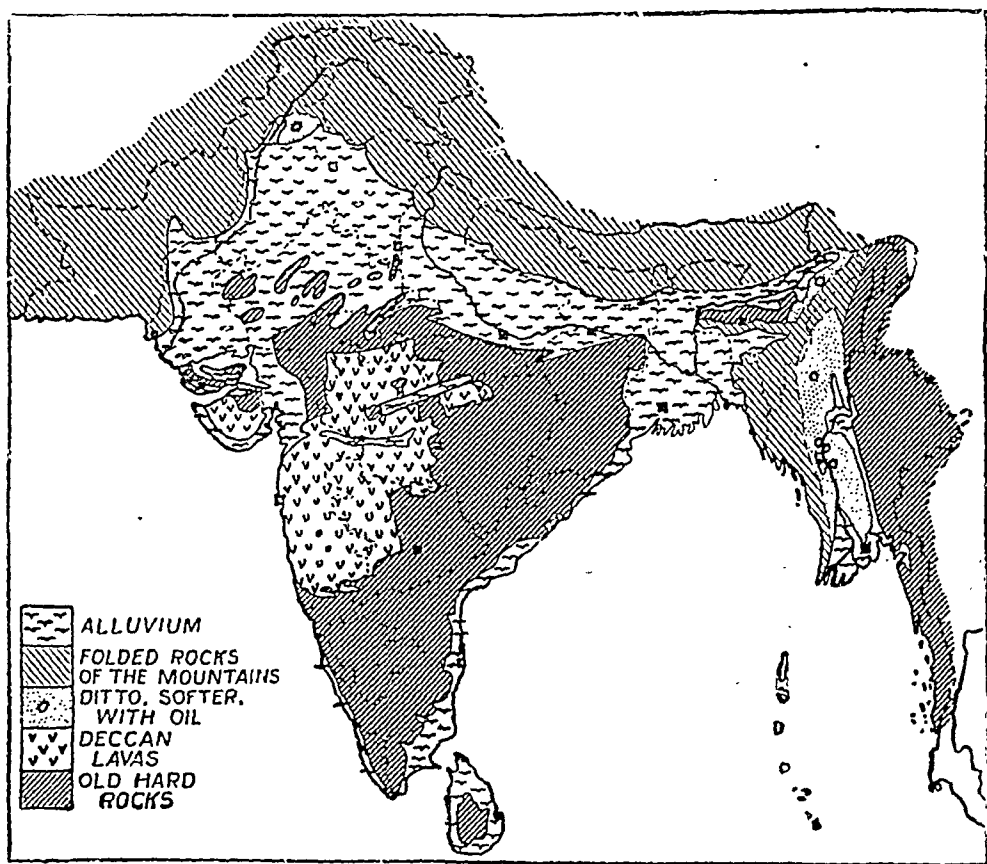 ALLUVIUM
FOLDED ROCKS
OF THE MOUNTAINS
DITTO, SOFTER,
WITH OIL
DECCAN
LAVAS
OLD HARD
ROCKS